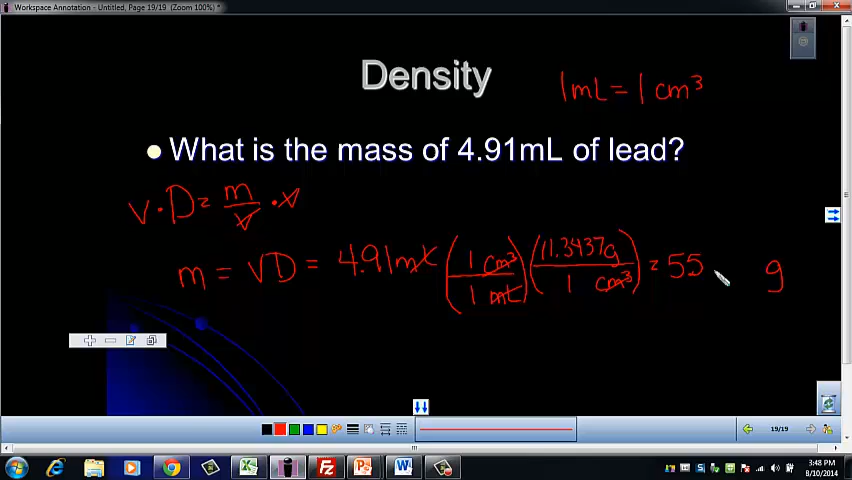 Workspace Annotation - Untitled, Page 19/19 (Zoom 100%) *
Density
1mL = 1 cm³
What is the mass of 4.91mL of lead?
V · D = m/V · V
m = VD = 4.91mL (1 cm³/1 mL) (11.3437g/1 cm³) = 55 g
19/19
3:48 PM
8/10/2014